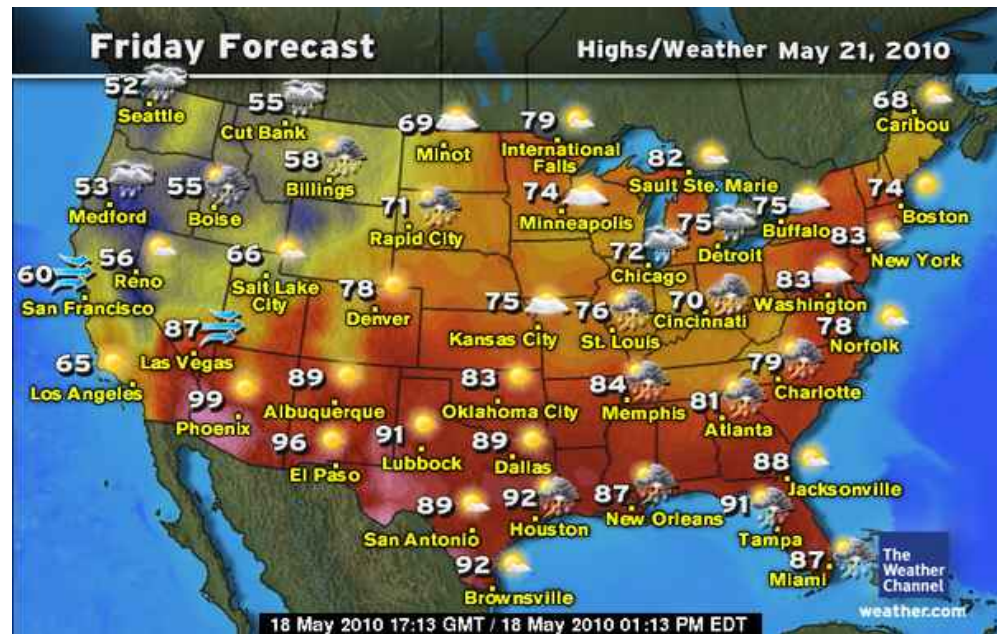 Friday Forecast
Highs/Weather May 21, 2010
52
Seattle
55
Cut Bank
69
Minot
79
International
Falls
68
Caribou
58
Billings
82
Sault Ste. Marie
53
Medford
55
Boise
71
Rapid City
74
Minneapolis
75
Detroit
75
Buffalo
74
Boston
56
Reno
66
Salt Lake
City
72
Chicago
83
New York
60
San Francisco
78
Denver
75
Kansas City
76
St. Louis
70
Cincinnati
83
Washington
87
Las Vegas
78
Norfolk
65
Los Angeles
99
Phoenix
89
Albuquerque
83
Oklahoma City
84
Memphis
81
Atlanta
79
Charlotte
96
El Paso
91
Lubbock
89
Dallas
88
Jacksonville
89
San Antonio
92
Houston
87
New Orleans
91
Tampa
92
Brownsville
87
Miami
The
Weather
Channel
weather.com
18 May 2010 17:13 GMT / 18 May 2010 01:13 PM EDT